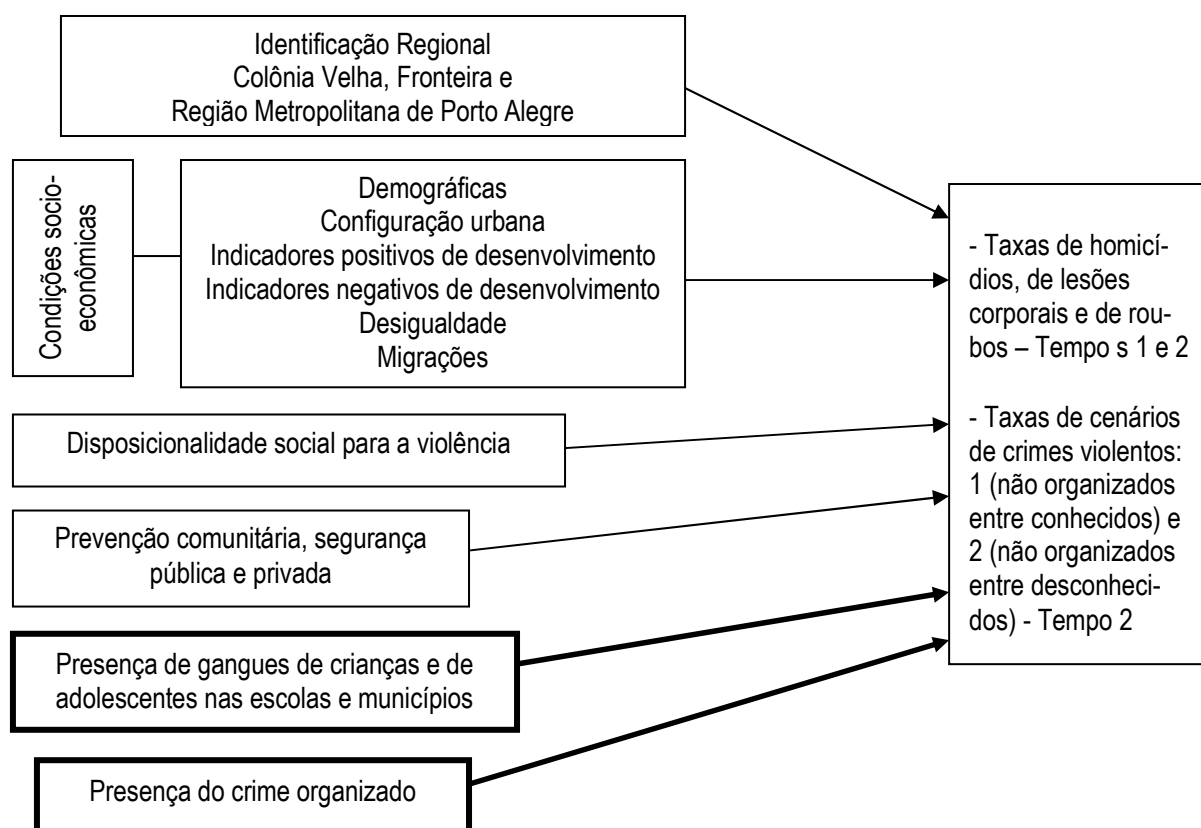 Identificação Regional
Colônia Velha, Fronteira e
Região Metropolitana de Porto Alegre
Condições socio-
econômicas
Demográficas
Configuração urbana
Indicadores positivos de desenvolvimento
Indicadores negativos de desenvolvimento
Desigualdade
Migrações
Disposicionalidade social para a violência
Prevenção comunitária, segurança
pública e privada
Presença de gangues de crianças e de
adolescentes nas escolas e municípios
Presença do crime organizado
- Taxas de homicí-
dios, de lesões
corporais e de rou-
bos – Tempo s 1 e 2
- Taxas de cenários
de crimes violentos:
1 (não organizados
entre conhecidos) e
2 (não organizados
entre desconheci-
dos) - Tempo 2